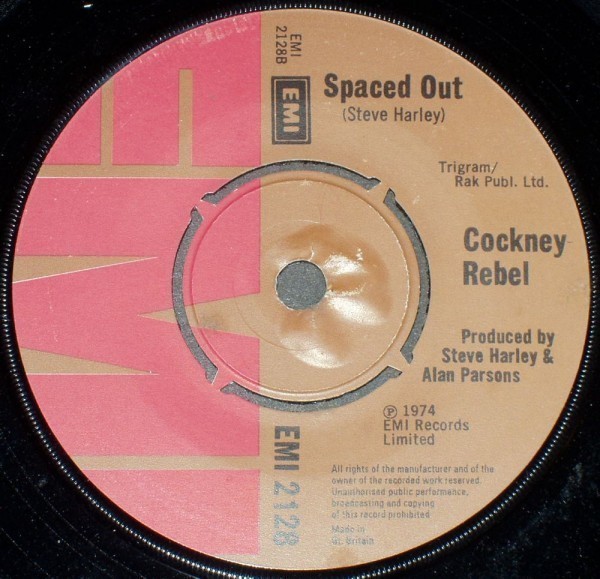 EMI
2128B
EMI
Spaced Out
(Steve Harley)
Trigram/
Rak Publ. Ltd.
Cockney
Rebel
Produced by
Steve Harley &
Alan Parsons
℗ 1974
EMI Records
Limited
EMI 2128
All rights of the manufacturer and of the
owner of the recorded work reserved.
Unauthorised public performance,
broadcasting and copying
of this record prohibited
Made in
Gt. Britain
EMI